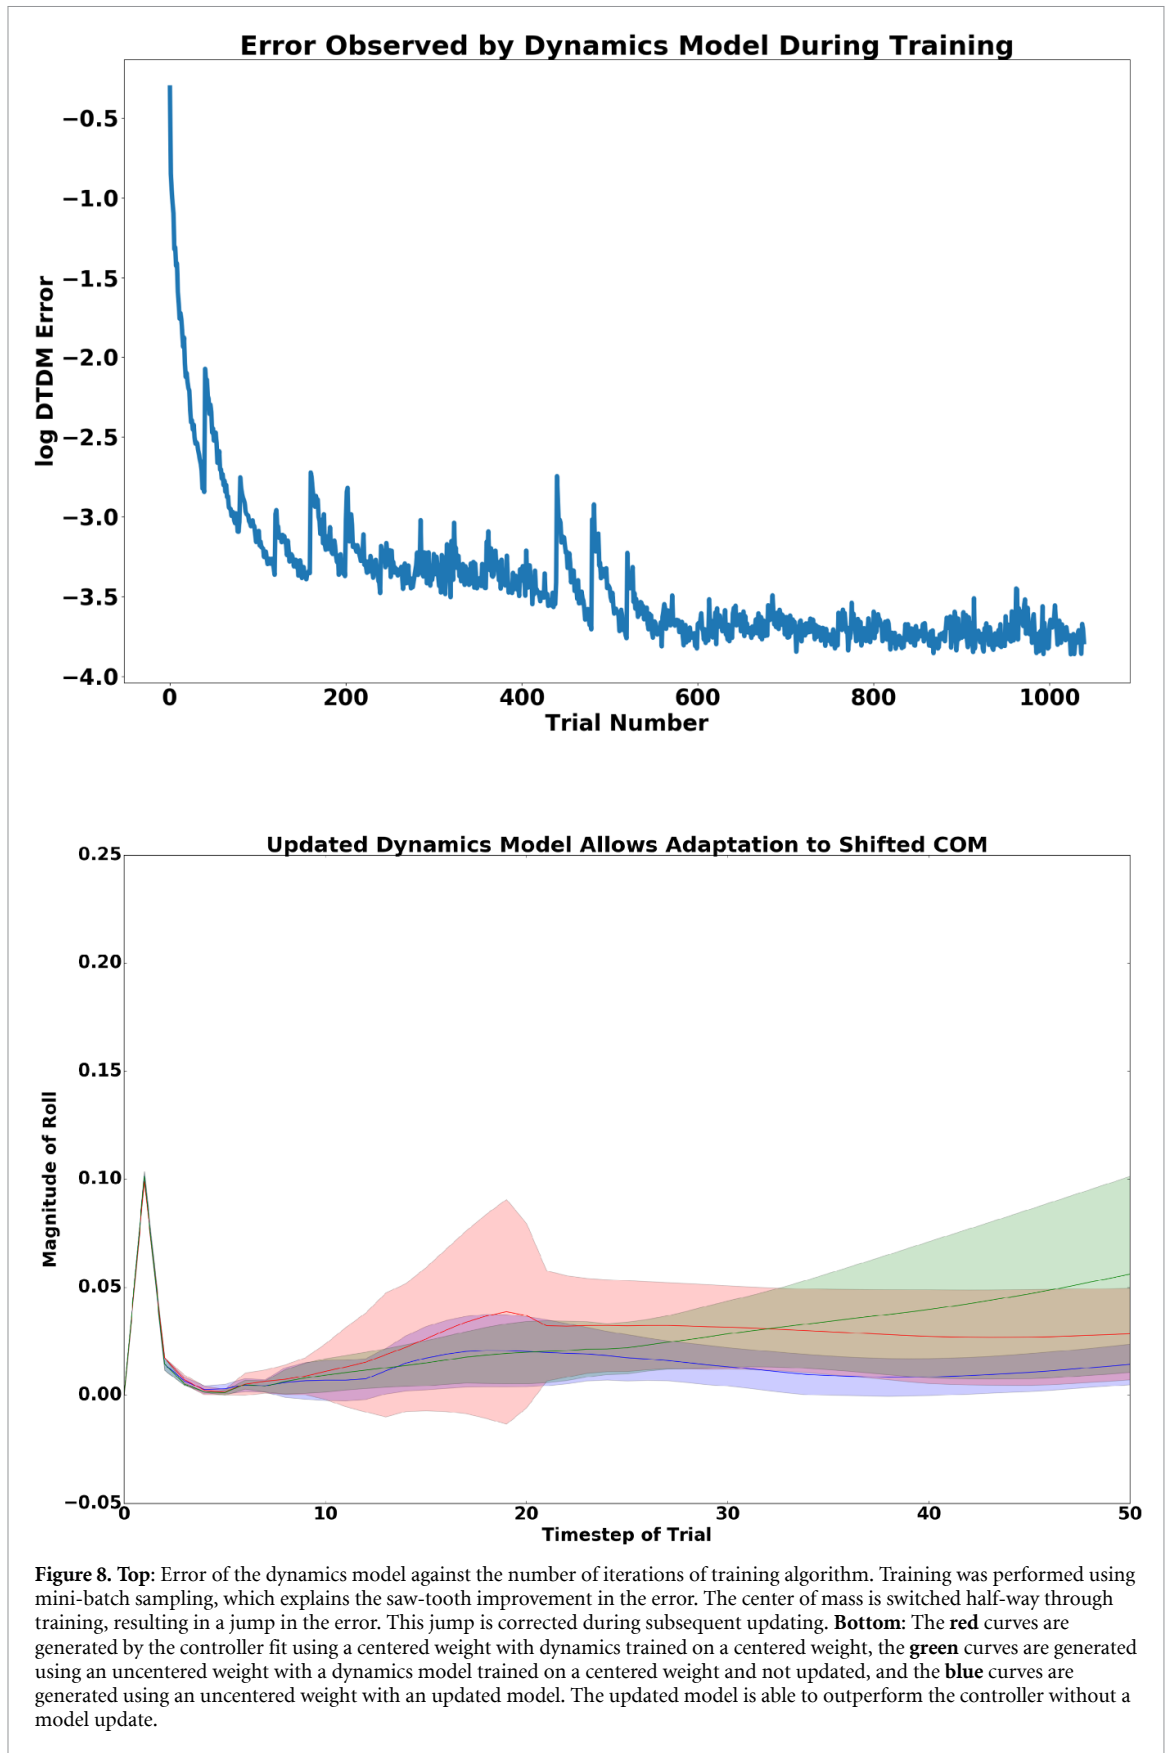 Error Observed by Dynamics Model During Training
−0.5
−1.0
−1.5
−2.0
−2.5
−3.0
−3.5
−4.0
log DTDM Error
0 200 400 600 800 1000
Trial Number
Updated Dynamics Model Allows Adaptation to Shifted COM
0.25
0.20
0.15
0.10
0.05
0.00
−0.05
Magnitude of Roll
0 10 20 30 40 50
Timestep of Trial
Figure 8. Top: Error of the dynamics model against the number of iterations of training algorithm. Training was performed using
mini-batch sampling, which explains the saw-tooth improvement in the error. The center of mass is switched half-way through
training, resulting in a jump in the error. This jump is corrected during subsequent updating. Bottom: The red curves are
generated by the controller fit using a centered weight with dynamics trained on a centered weight, the green curves are generated
using an uncentered weight with a dynamics model trained on a centered weight and not updated, and the blue curves are
generated using an uncentered weight with an updated model. The updated model is able to outperform the controller without a
model update.